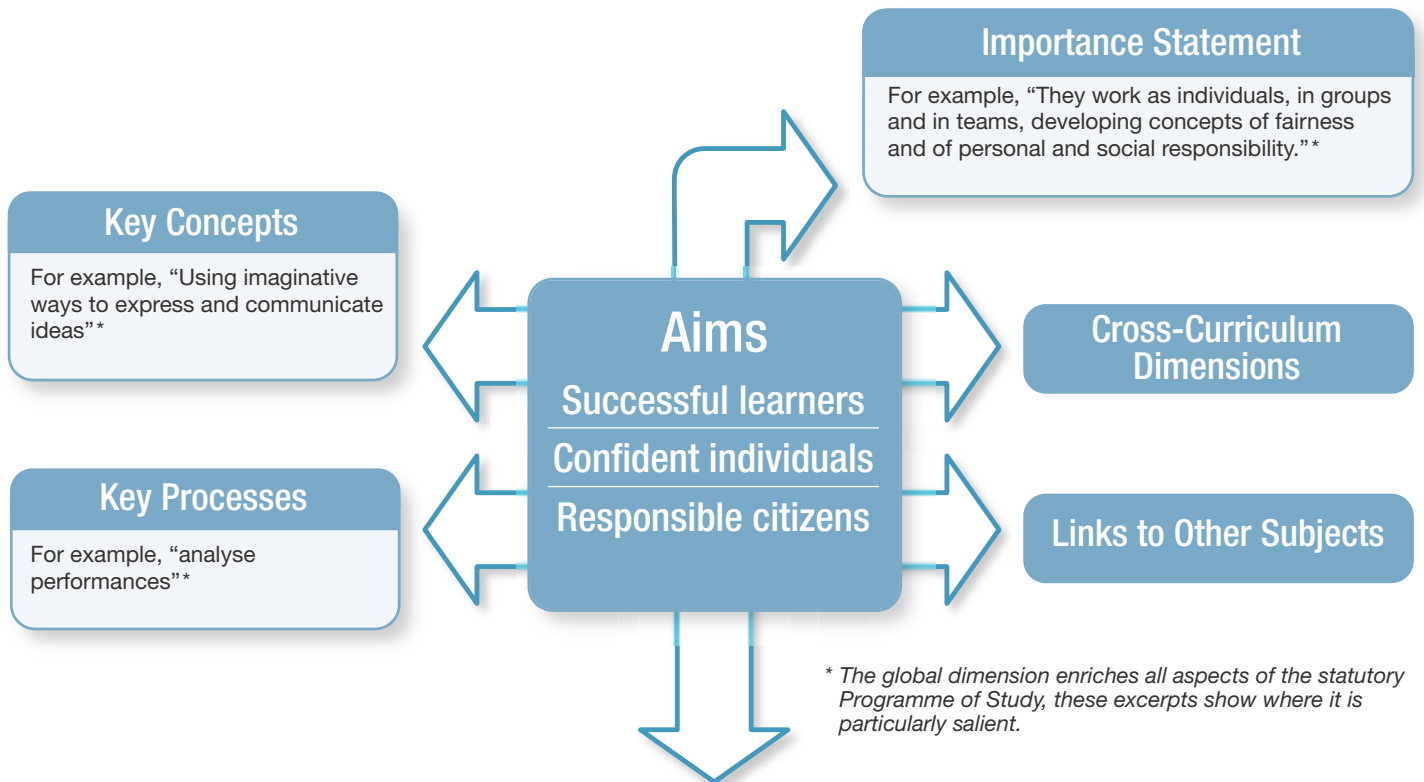 Importance Statement
For example, “They work as individuals, in groups
and in teams, developing concepts of fairness
and of personal and social responsibility.”*
Key Concepts
For example, “Using imaginative
ways to express and communicate
ideas”*
Key Processes
For example, “analyse
performances”*
Aims
Successful learners
Confident individuals
Responsible citizens
Cross-Curriculum
Dimensions
Links to Other Subjects
* The global dimension enriches all aspects of the statutory
Programme of Study, these excerpts show where it is
particularly salient.